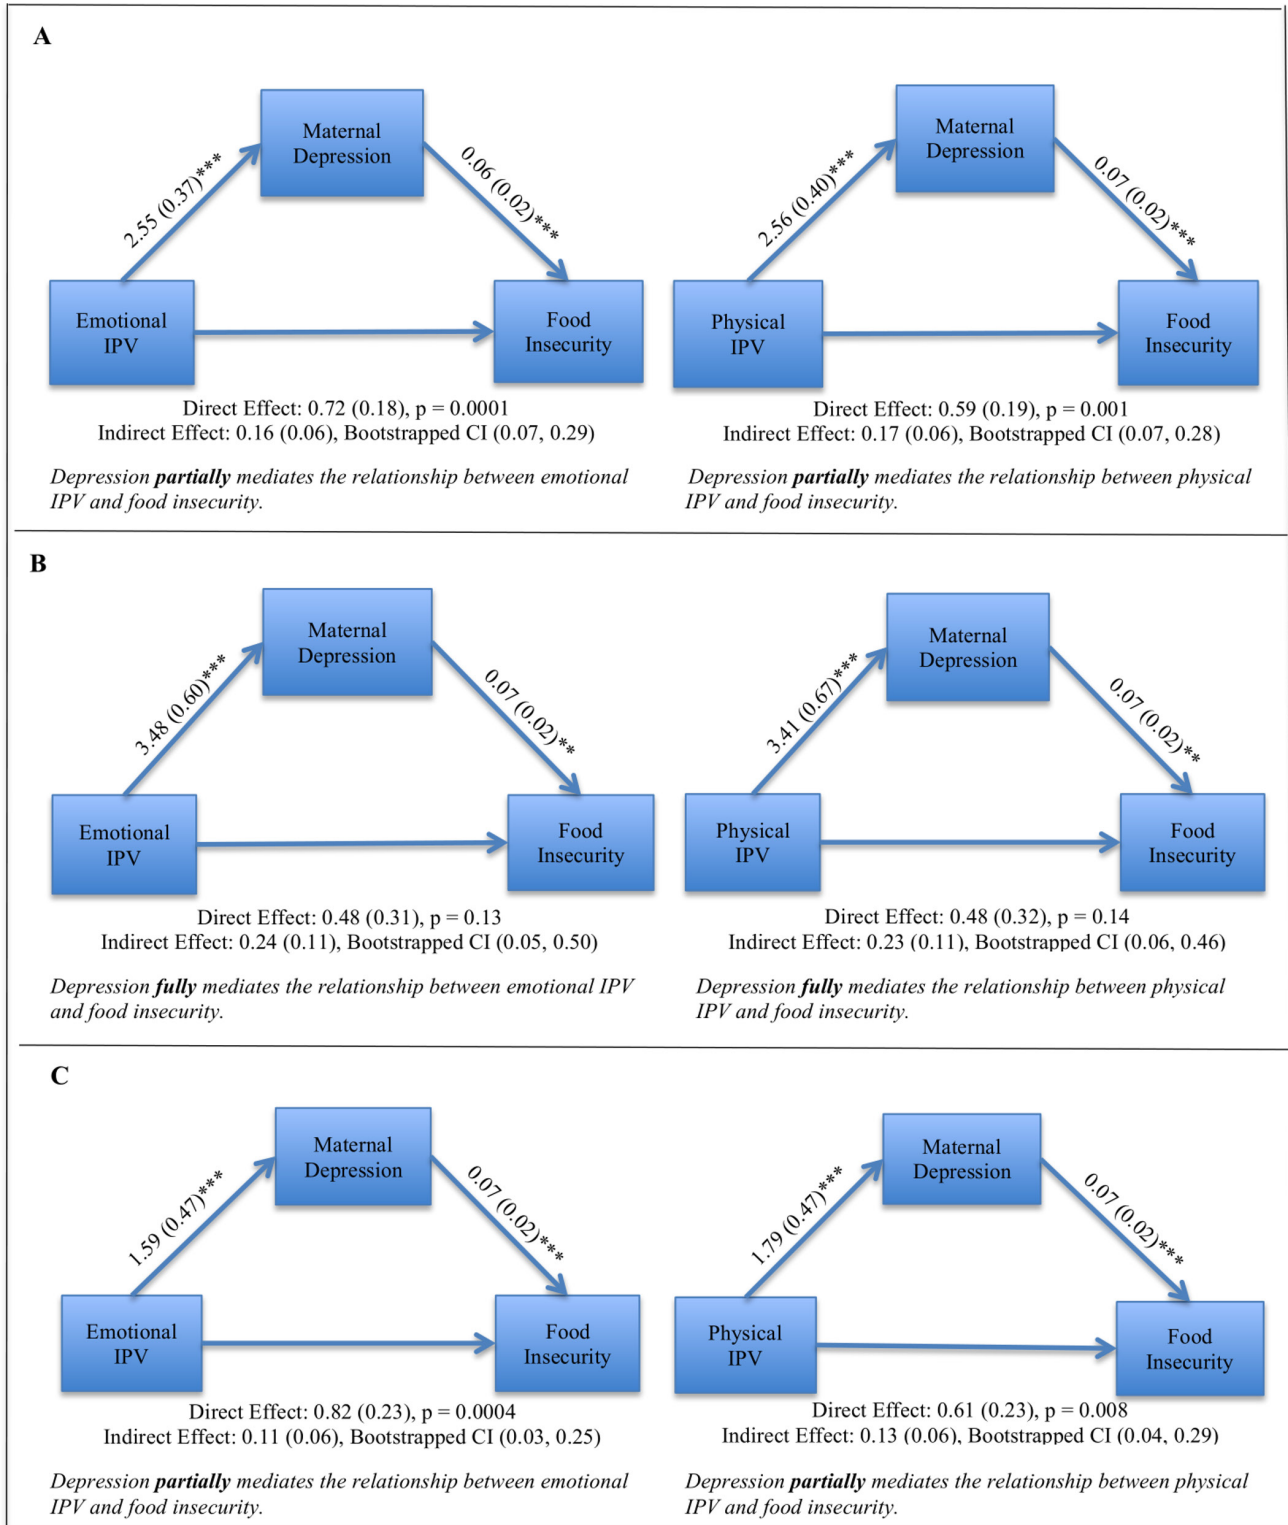 A
Maternal
Depression
2.55 (0.37)***
0.06 (0.02)***
Emotional
IPV
Food
Insecurity
Direct Effect: 0.72 (0.18), p = 0.0001
Indirect Effect: 0.16 (0.06), Bootstrapped CI (0.07, 0.29)
Depression partially mediates the relationship between emotional
IPV and food insecurity.
Maternal
Depression
2.56 (0.40)***
0.07 (0.02)***
Physical
IPV
Food
Insecurity
Direct Effect: 0.59 (0.19), p = 0.001
Indirect Effect: 0.17 (0.06), Bootstrapped CI (0.07, 0.28)
Depression partially mediates the relationship between physical
IPV and food insecurity.
B
Maternal
Depression
3.48 (0.60)***
0.07 (0.02)**
Emotional
IPV
Food
Insecurity
Direct Effect: 0.48 (0.31), p = 0.13
Indirect Effect: 0.24 (0.11), Bootstrapped CI (0.05, 0.50)
Depression fully mediates the relationship between emotional IPV
and food insecurity.
Maternal
Depression
3.41 (0.67)***
0.07 (0.02)**
Physical
IPV
Food
Insecurity
Direct Effect: 0.48 (0.32), p = 0.14
Indirect Effect: 0.23 (0.11), Bootstrapped CI (0.06, 0.46)
Depression fully mediates the relationship between physical
IPV and food insecurity.
C
Maternal
Depression
1.59 (0.47)***
0.07 (0.02)***
Emotional
IPV
Food
Insecurity
Direct Effect: 0.82 (0.23), p = 0.0004
Indirect Effect: 0.11 (0.06), Bootstrapped CI (0.03, 0.25)
Depression partially mediates the relationship between emotional
IPV and food insecurity.
Maternal
Depression
1.79 (0.47)***
0.07 (0.02)***
Physical
IPV
Food
Insecurity
Direct Effect: 0.61 (0.23), p = 0.008
Indirect Effect: 0.13 (0.06), Bootstrapped CI (0.04, 0.29)
Depression partially mediates the relationship between physical
IPV and food insecurity.